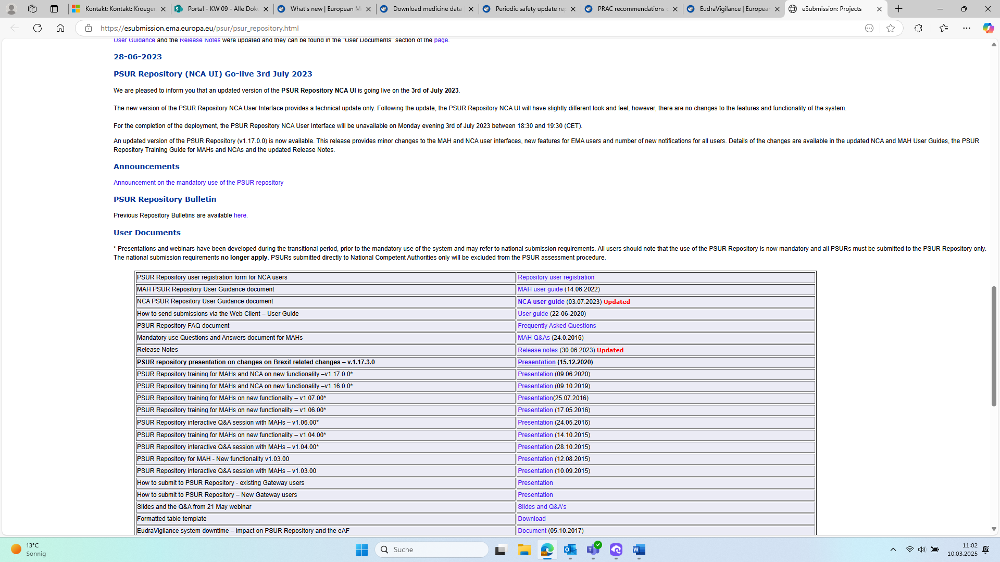 Kontakt: Kontakt: Kroeger
Portal - KW 09 - Alle Dok
What's new | European M
Download medicine data
Periodic safety update re
PRAC recommendations
EudraVigilance | European
eSubmission: Projects
https://esubmission.ema.europa.eu/psur/psur_repository.html
User Guidance and the Release Notes were updated and they can be found in the "User Documents" section of the page.
28-06-2023
PSUR Repository (NCA UI) Go-live 3rd July 2023
We are pleased to inform you that an updated version of the PSUR Repository NCA UI is going live on the 3rd of July 2023.
The new version of the PSUR Repository NCA User Interface provides a technical update only. Following the update, the PSUR Repository NCA UI will have slightly different look and feel, however, there are no changes to the features and functionality of the system.
For the completion of the deployment, the PSUR Repository NCA User Interface will be unavailable on Monday evening 3rd of July 2023 between 18:30 and 19:30 (CET).
An updated version of the PSUR Repository (v1.17.0.0) is now available. This release provides minor changes to the MAH and NCA user interfaces, new features for EMA users and number of new notifications for all users. Details of the changes are available in the updated NCA and MAH User Guides, the PSUR
Repository Training Guide for MAHs and NCAs and the updated Release Notes.
Announcements
Announcement on the mandatory use of the PSUR repository
PSUR Repository Bulletin
Previous Repository Bulletins are available here.
User Documents
* Presentations and webinars have been developed during the transitional period, prior to the mandatory use of the system and may refer to national submission requirements. All users should note that the use of the PSUR Repository is now mandatory and all PSURs must be submitted to the PSUR Repository only.
The national submission requirements no longer apply. PSURs submitted directly to National Competent Authorities only will be excluded from the PSUR assessment procedure.
PSUR Repository user registration form for NCA users Repository user registration
MAH PSUR Repository User Guidance document MAH user guide (14.06.2022)
NCA PSUR Repository User Guidance document NCA user guide (03.07.2023) Updated
How to send submissions via the Web Client – User Guide User guide (22-06-2020)
PSUR Repository FAQ document Frequently Asked Questions
Mandatory use Questions and Answers document for MAHs MAH Q&As (24.0.2016)
Release Notes Release notes (30.06.2023) Updated
PSUR repository presentation on changes on Brexit related changes – v.1.17.3.0 Presentation (15.12.2020)
PSUR Repository training for MAHs and NCA on new functionality –v1.17.0.0* Presentation (09.06.2020)
PSUR Repository training for MAHs and NCA on new functionality –v1.16.0.0* Presentation (09.10.2019)
PSUR Repository training for MAHs on new functionality – v1.07.00* Presentation(25.07.2016)
PSUR Repository training for MAHs on new functionality – v1.06.00* Presentation (17.05.2016)
PSUR Repository interactive Q&A session with MAHs – v1.06.00* Presentation (24.05.2016)
PSUR Repository training for MAHs on new functionality – v1.04.00* Presentation (14.10.2015)
PSUR Repository interactive Q&A session with MAHs – v1.04.00* Presentation (28.10.2015)
PSUR Repository for MAH - New functionality v1.03.00 Presentation (12.08.2015)
PSUR Repository interactive Q&A session with MAHs – v1.03.00 Presentation (10.09.2015)
How to submit to PSUR Repository - existing Gateway users Presentation
How to submit to PSUR Repository – New Gateway users Presentation
Slides and the Q&A from 21 May webinar Slides and Q&A's
Formatted table template Download
EudraVigilance system downtime – impact on PSUR Repository and the eAF Document (05.10.2017)
13°C
Sonnig
Suche
11:02
10.03.2025